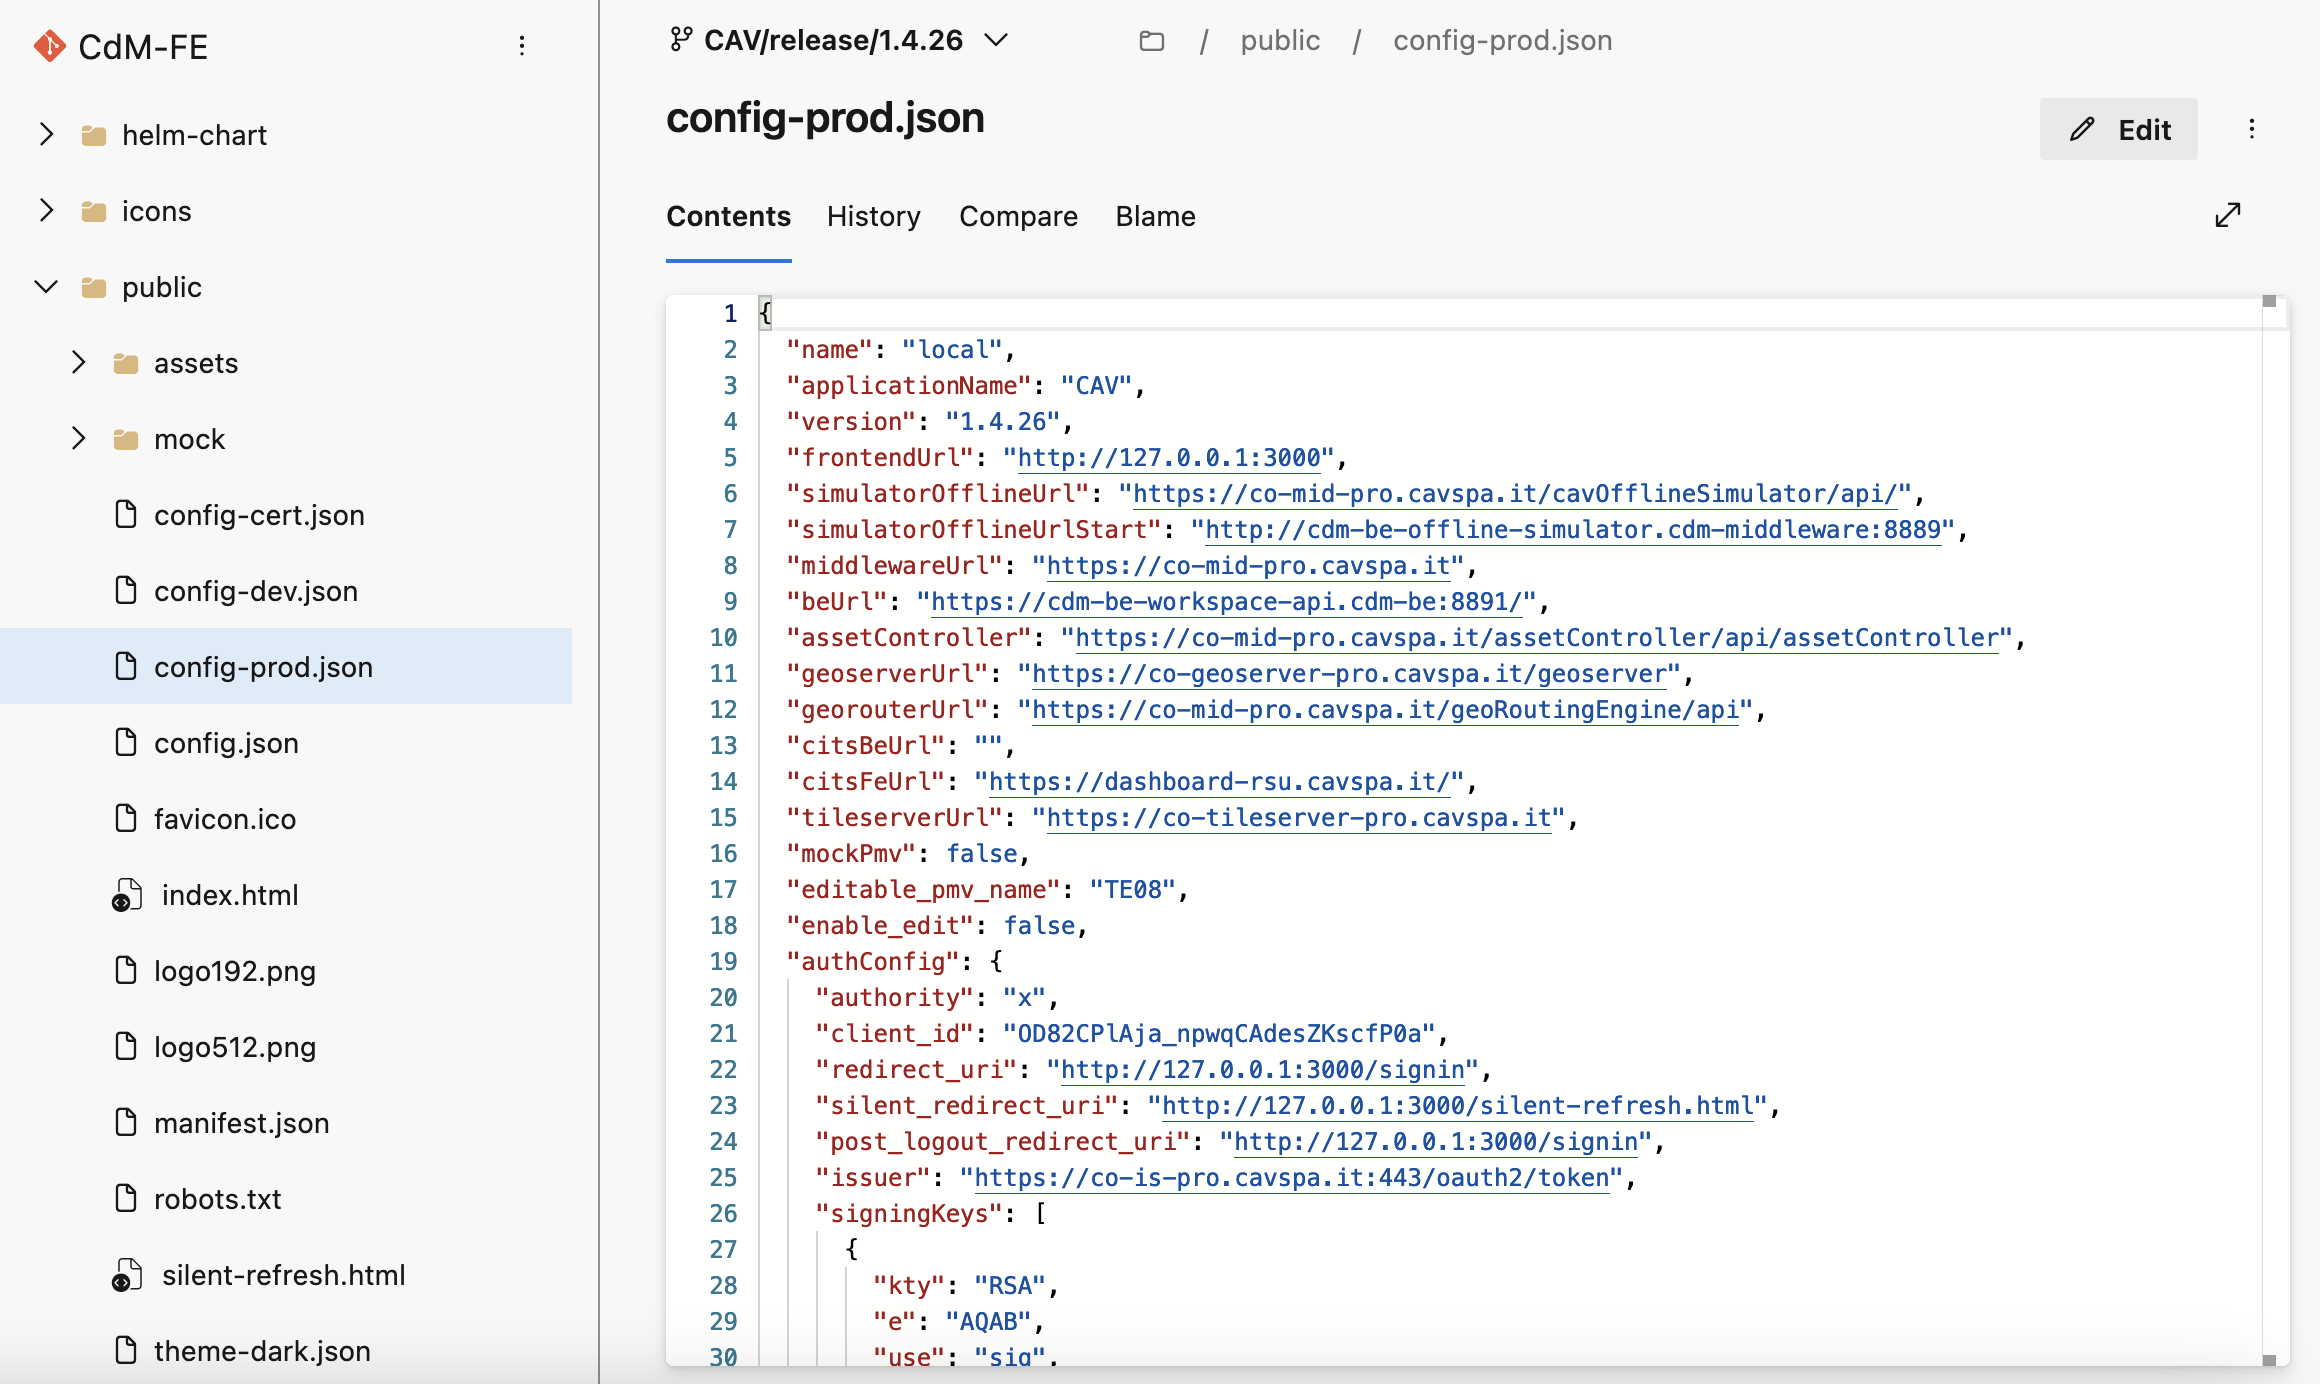 CdM-FE
helm-chart
icons
public
assets
mock
config-cert.json
config-dev.json
config-prod.json
config.json
favicon.ico
index.html
logo192.png
logo512.png
manifest.json
robots.txt
silent-refresh.html
theme-dark.json
CAV/release/1.4.26
/ public / config-prod.json
config-prod.json
Edit
Contents History Compare Blame
1 {
2 "name": "local",
3 "applicationName": "CAV",
4 "version": "1.4.26",
5 "frontendUrl": "http://127.0.0.1:3000",
6 "simulatorOfflineUrl": "https://co-mid-pro.cavspa.it/cavOfflineSimulator/api/",
7 "simulatorOfflineUrlStart": "http://cdm-be-offline-simulator.cdm-middleware:8889",
8 "middlewareUrl": "https://co-mid-pro.cavspa.it",
9 "beUrl": "https://cdm-be-workspace-api.cdm-be:8891/",
10 "assetController": "https://co-mid-pro.cavspa.it/assetController/api/assetController",
11 "geoserverUrl": "https://co-geoserver-pro.cavspa.it/geoserver",
12 "georouterUrl": "https://co-mid-pro.cavspa.it/geoRoutingEngine/api",
13 "citsBeUrl": "",
14 "citsFeUrl": "https://dashboard-rsu.cavspa.it/",
15 "tileserverUrl": "https://co-tileserver-pro.cavspa.it",
16 "mockPmv": false,
17 "editable_pmv_name": "TE08",
18 "enable_edit": false,
19 "authConfig": {
20 "authority": "x",
21 "client_id": "OD82CPlAja_npwqCAdesZKscfP0a",
22 "redirect_uri": "http://127.0.0.1:3000/signin",
23 "silent_redirect_uri": "http://127.0.0.1:3000/silent-refresh.html",
24 "post_logout_redirect_uri": "http://127.0.0.1:3000/signin",
25 "issuer": "https://co-is-pro.cavspa.it:443/oauth2/token",
26 "signingKeys": [
27 {
28 "kty": "RSA",
29 "e": "AQAB",
30 "use": "sig",